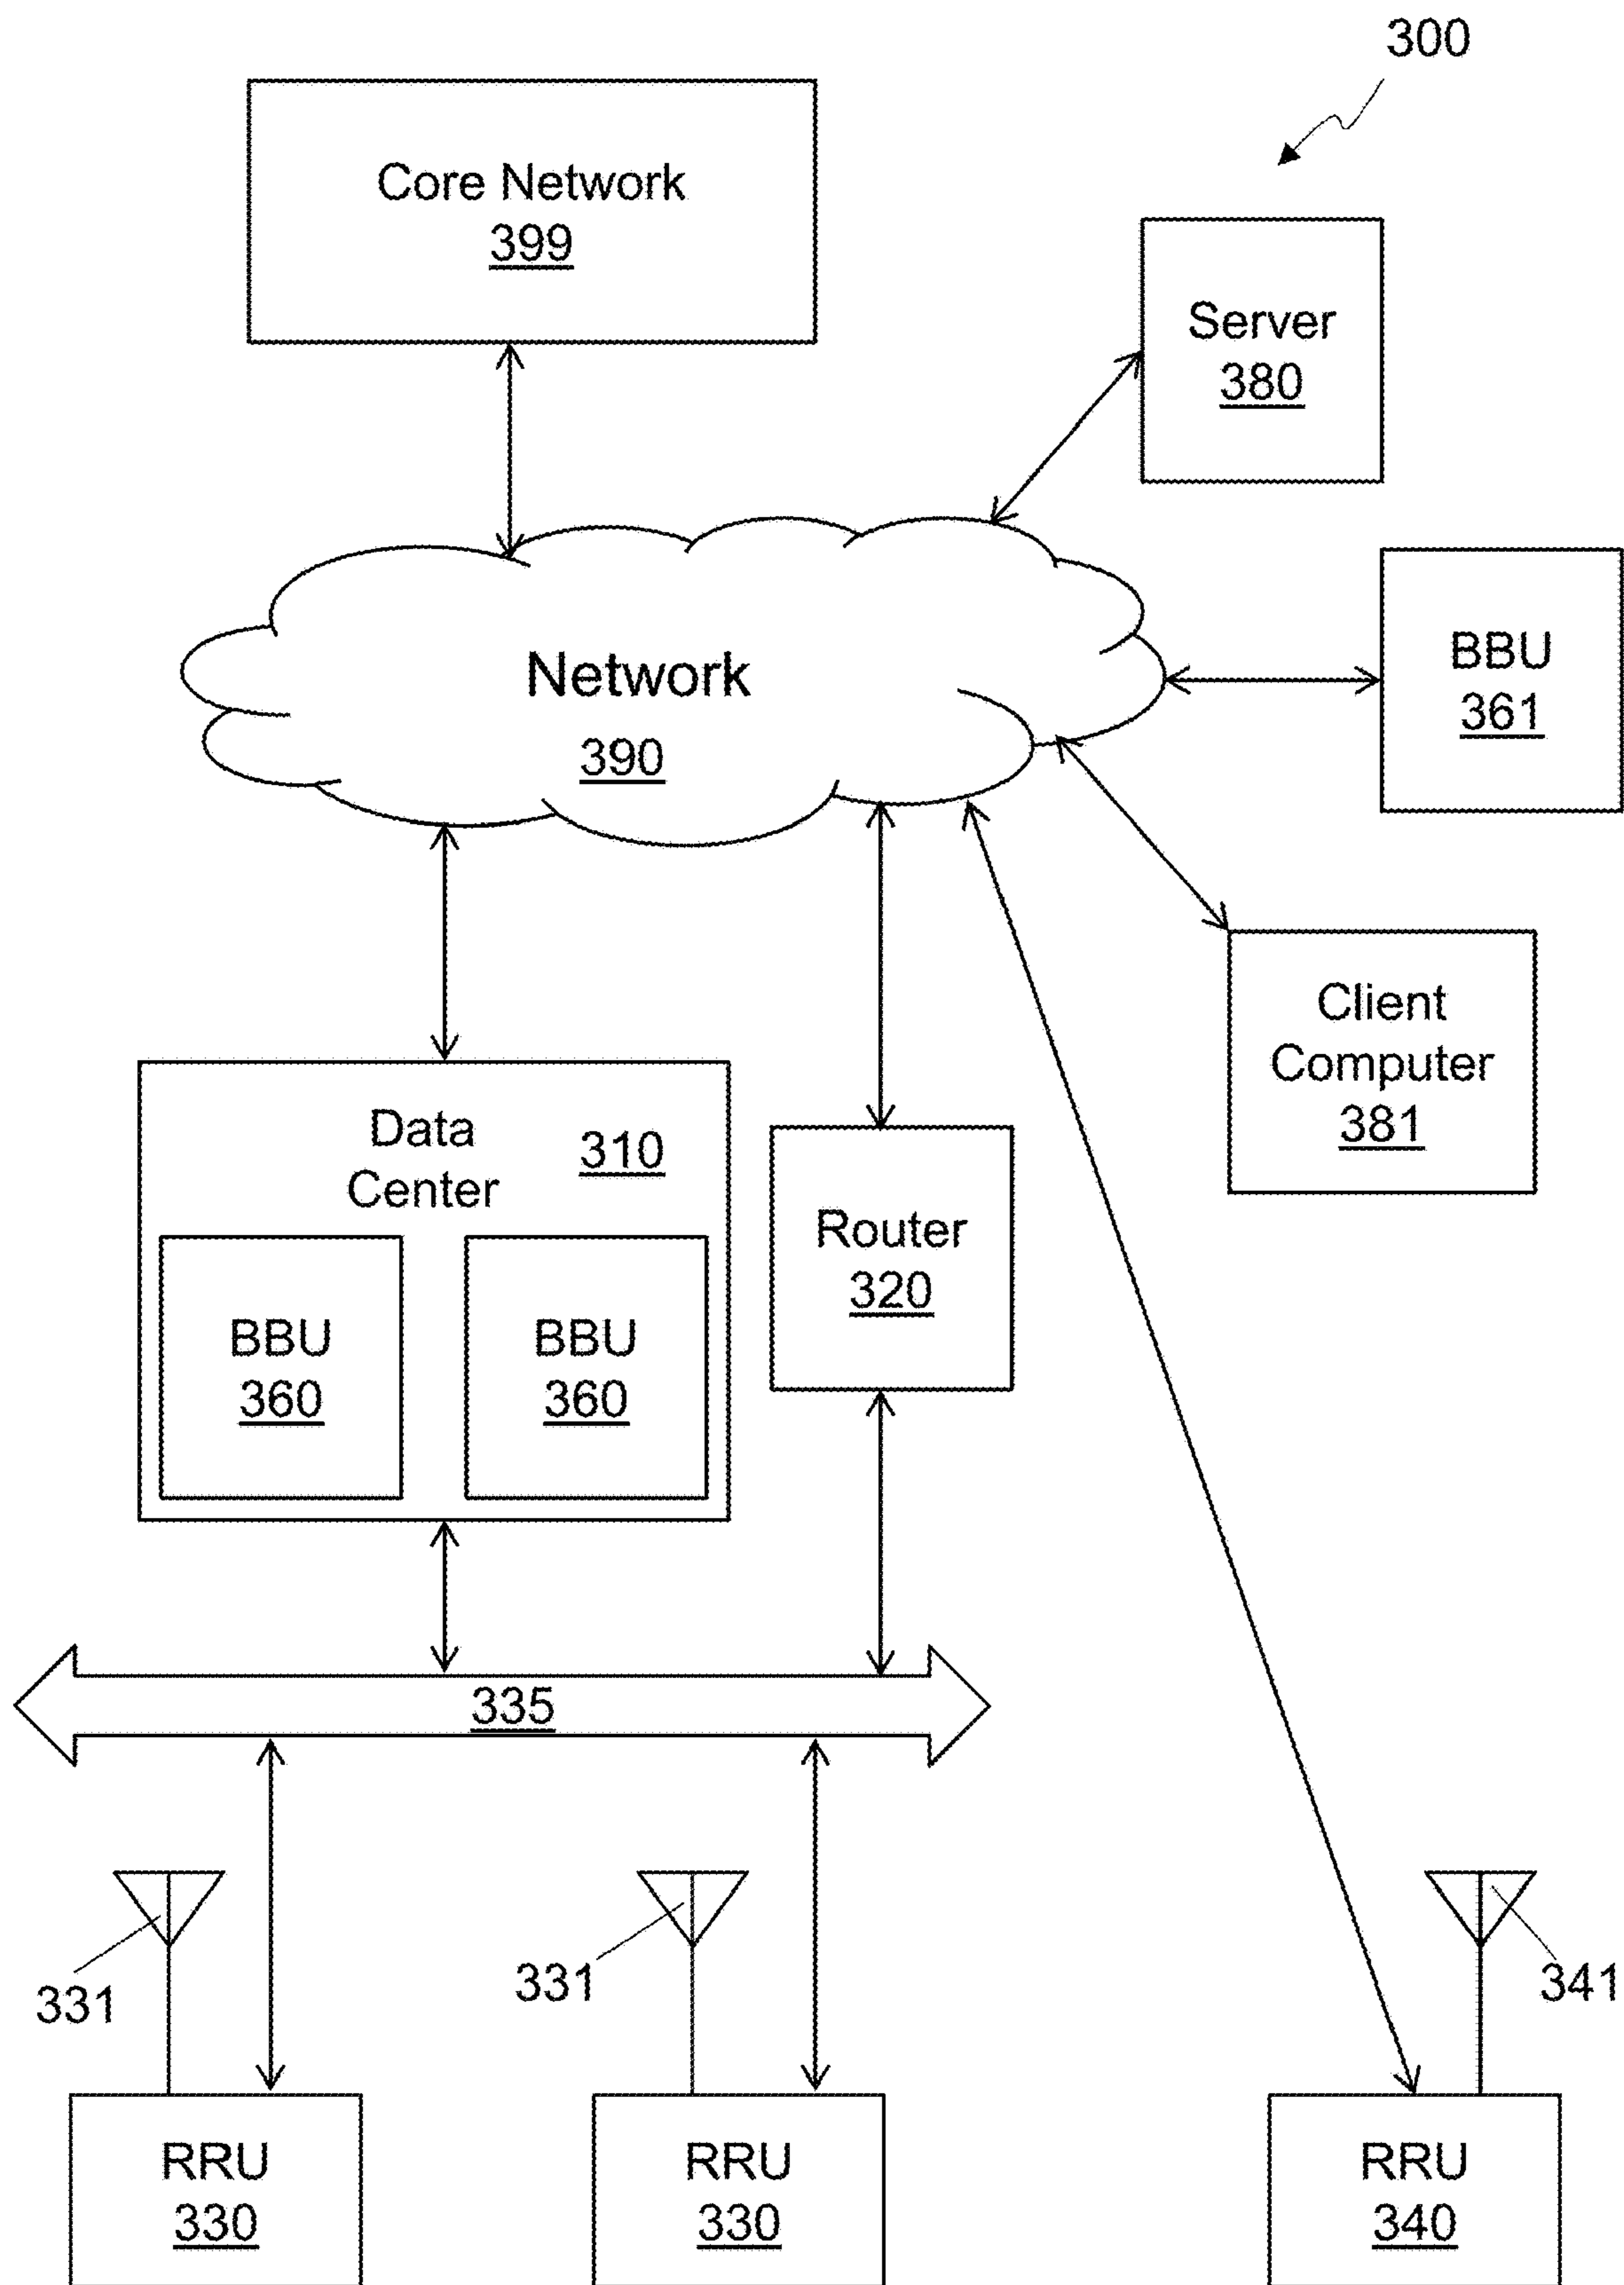 300
Core Network
399
Server
380
Network
390
BBU
361
Client
Computer
381
Data
Center
310
Router
320
BBU
360
BBU
360
335
331
331
341
RRU
330
RRU
330
RRU
340